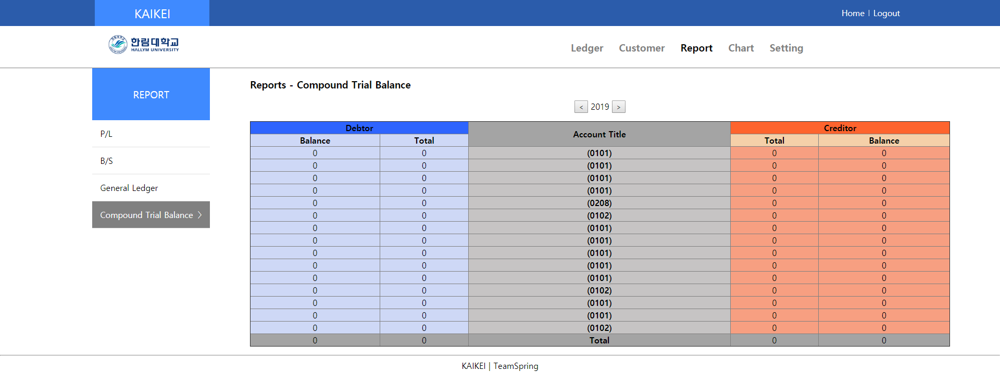 KAIKEI
Home | Logout
한림대학교
HALLYM UNIVERSITY
Ledger Customer Report Chart Setting
REPORT
P/L
B/S
General Ledger
Compound Trial Balance >
Reports - Compound Trial Balance
< 2019 >
Debtor Account Title Creditor
Balance Total Total Balance
0 0 (0101) 0 0
0 0 (0101) 0 0
0 0 (0101) 0 0
0 0 (0101) 0 0
0 0 (0208) 0 0
0 0 (0102) 0 0
0 0 (0101) 0 0
0 0 (0101) 0 0
0 0 (0101) 0 0
0 0 (0101) 0 0
0 0 (0101) 0 0
0 0 (0102) 0 0
0 0 (0101) 0 0
0 0 (0101) 0 0
0 0 (0102) 0 0
0 0 Total 0 0
KAIKEI | TeamSpring